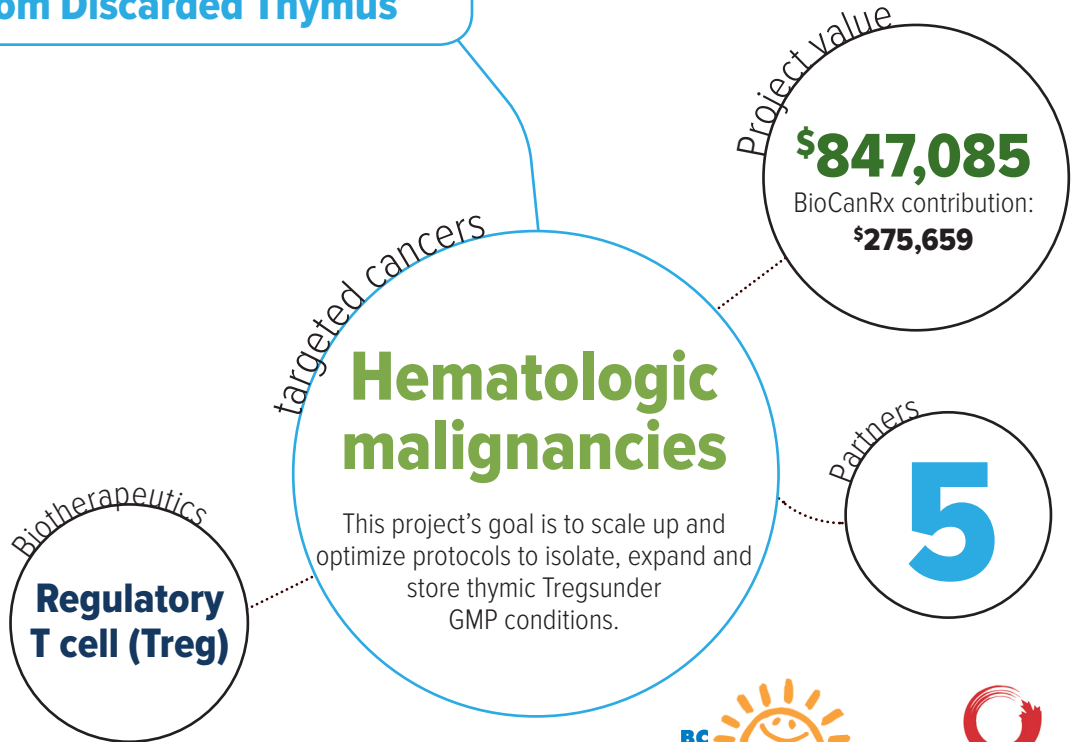 om Discarded Thymus
Project value
$847,085
BioCanRx contribution:
$275,659
targeted cancers
Hematologic
malignancies
This project's goal is to scale up and
optimize protocols to isolate, expand and
store thymic Tregsunder
GMP conditions.
Partners
5
Biotherapeutics
Regulatory
T cell (Treg)
BC